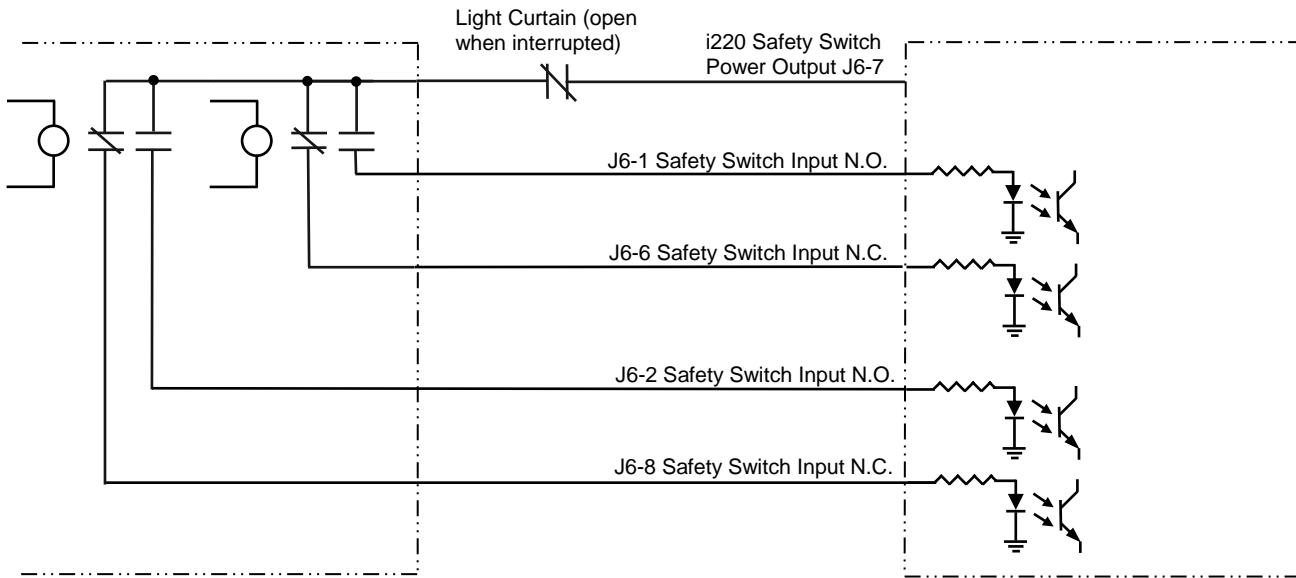 Light Curtain (open
when interrupted)
i220 Safety Switch
Power Output J6-7
J6-1 Safety Switch Input N.O.
J6-6 Safety Switch Input N.C.
J6-2 Safety Switch Input N.O.
J6-8 Safety Switch Input N.C.